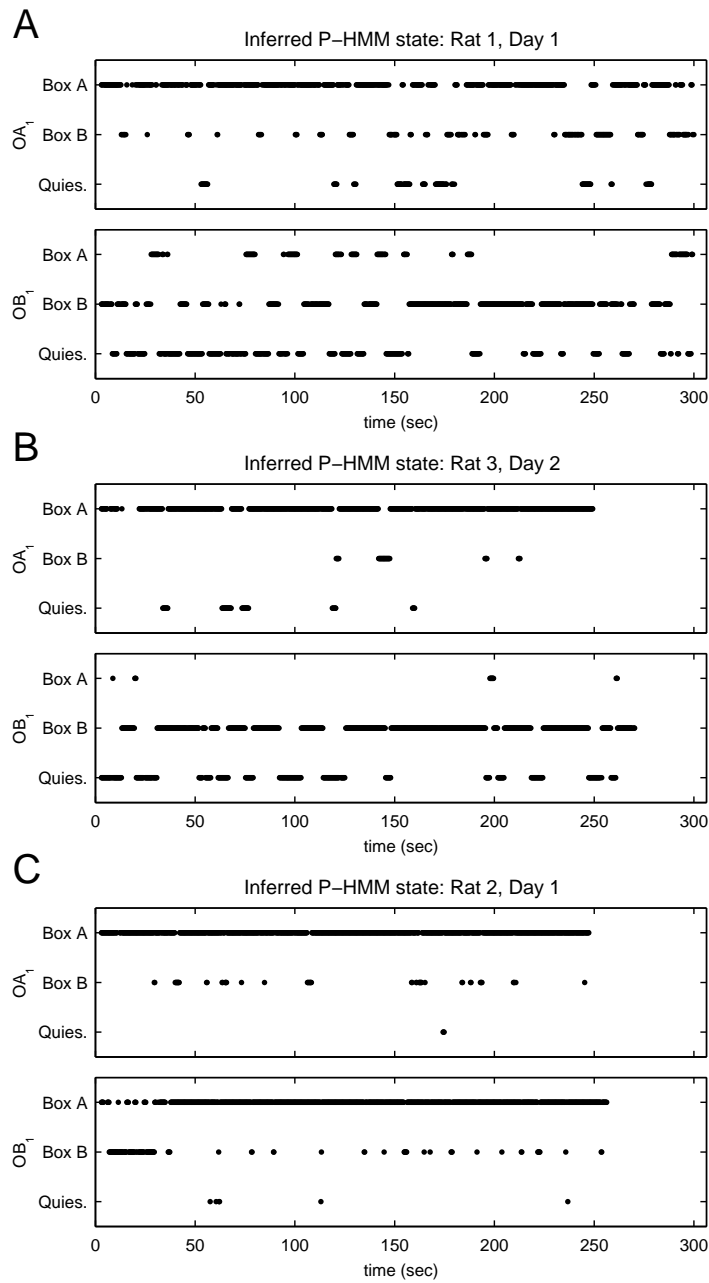 A
Inferred P–HMM state: Rat 1, Day 1
OA1
Box A
Box B
Quies.
OB1
Box A
Box B
Quies.
0 50 100 150 200 250 300
time (sec)
B
Inferred P–HMM state: Rat 3, Day 2
OA1
Box A
Box B
Quies.
OB1
Box A
Box B
Quies.
0 50 100 150 200 250 300
time (sec)
C
Inferred P–HMM state: Rat 2, Day 1
OA1
Box A
Box B
Quies.
OB1
Box A
Box B
Quies.
0 50 100 150 200 250 300
time (sec)